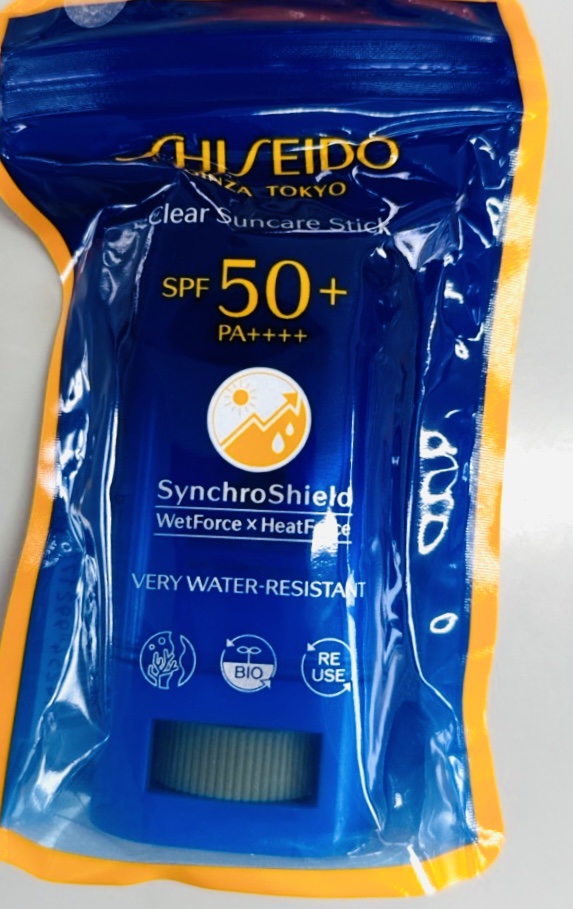 SHISEIDO
GINZA TOKYO
Clear Suncare Stick
SPF 50+
PA++++
SynchroShield
WetForce × HeatForce
VERY WATER-RESISTANT
BIO
RE
USE